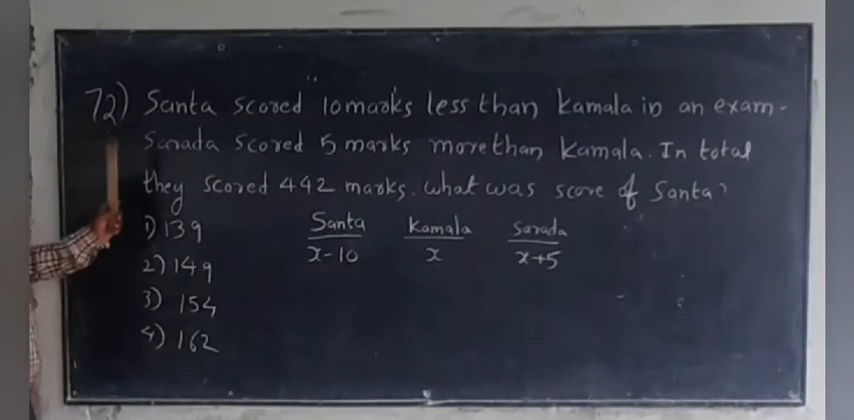 72) Santa scored 10 marks less than Kamala in an exam.
Sarada scored 5 marks more than Kamala. In total
they scored 442 marks. What was score of Santa?
1) 139
2) 149
3) 154
4) 162
Santa Kamala Sarada
x-10 x x+5